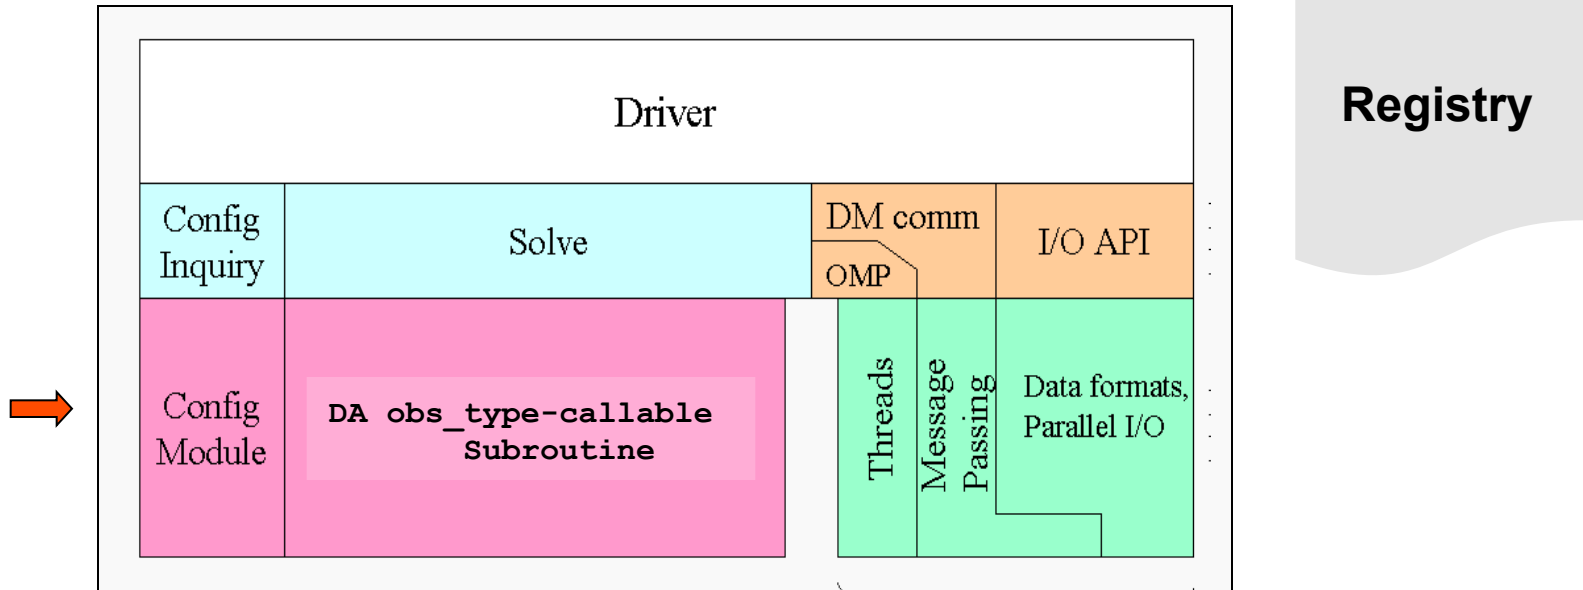 Driver
Registry
Config
Inquiry
Solve
DM comm
OMP
I/O API
Config
Module
DA obs_type-callable
Subroutine
Threads
Message
Passing
Data formats,
Parallel I/O